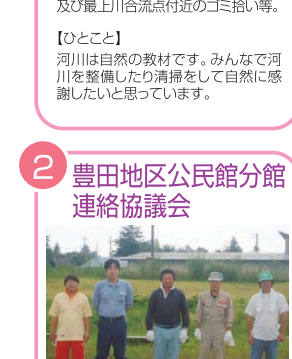 及び最上川合流点付近のゴミ拾い等。
【ひとこと】
河川は自然の教材です。みんなで河
川を整備したり清掃をして自然に感
謝したいと思っています。
2
豊田地区公民館分館
連絡協議会